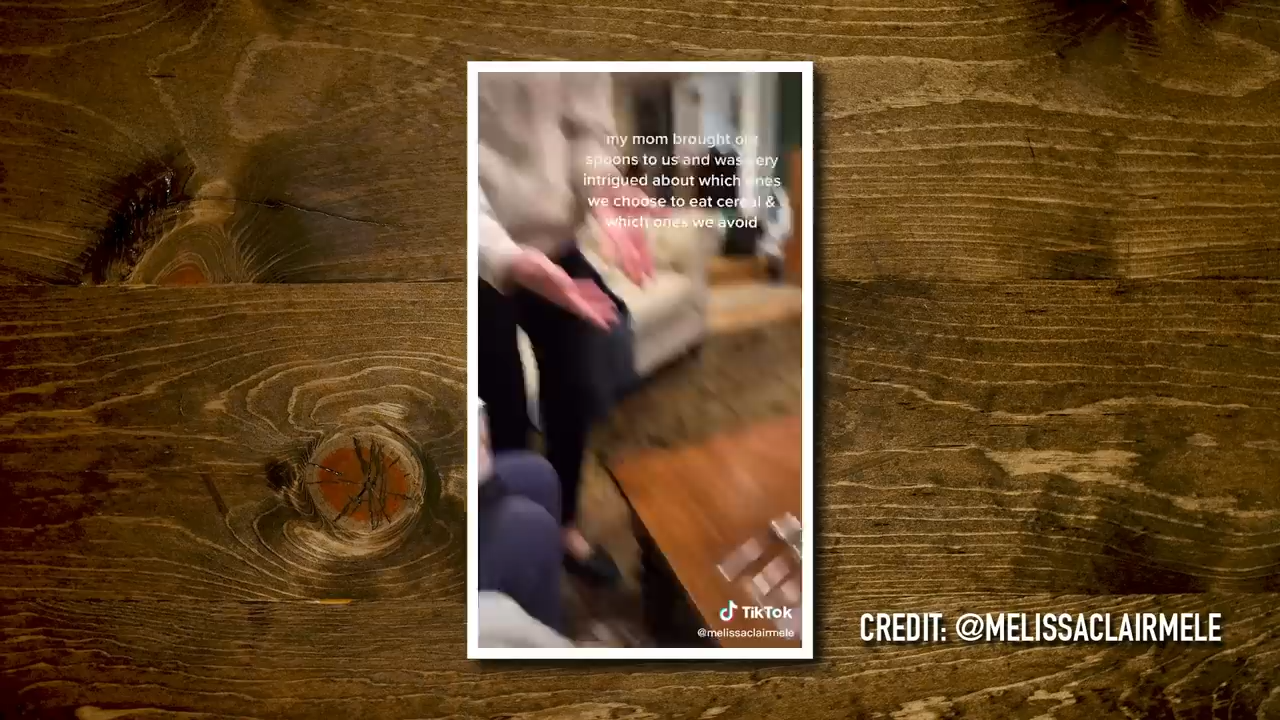 my mom brought our
spoons to us and was very
intrigued about which ones
we choose to eat cereal &
which ones we avoid
TikTok
@melissaclairmele
CREDIT: @MELISSACLAIRMELE